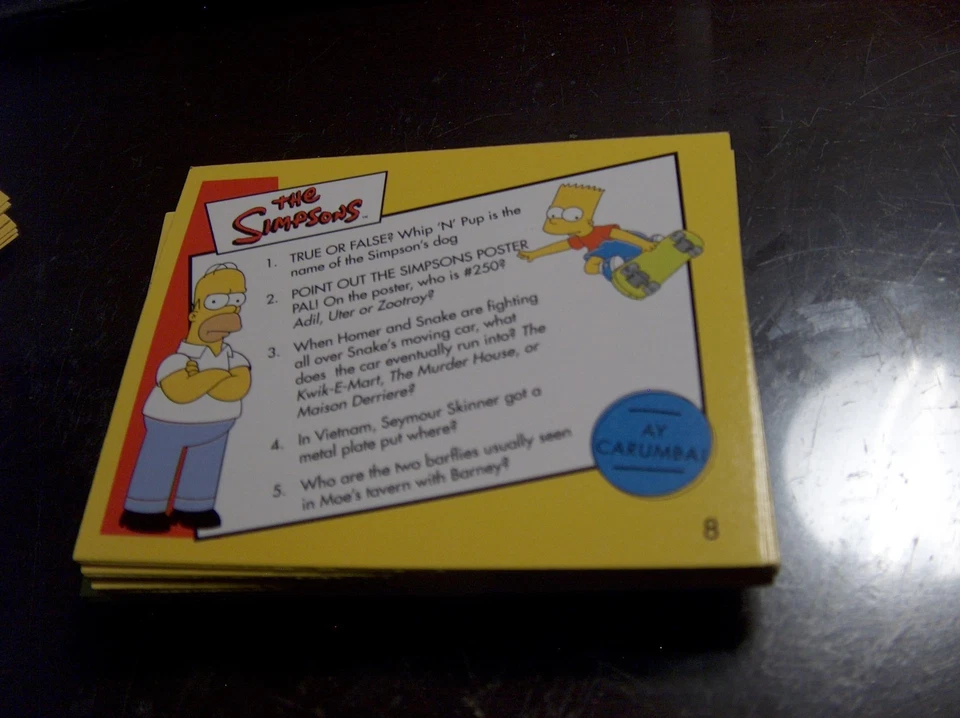 THE
SIMPSONS™
1. TRUE OR FALSE? Whip 'N' Pup is the
name of the Simpson's dog
2. POINT OUT THE SIMPSONS POSTER
PAL! On the poster, who is #250?
Adil, Uter or Zootroy?
3. When Homer and Snake are fighting
all over Snake's moving car, what
does the car eventually run into? The
Kwik-E-Mart, The Murder House, or
Maison Derriere?
4. In Vietnam, Seymour Skinner got a
metal plate put where?
5. Who are the two barflies usually seen
in Moe's tavern with Barney?
AY
CARUMBA!
8